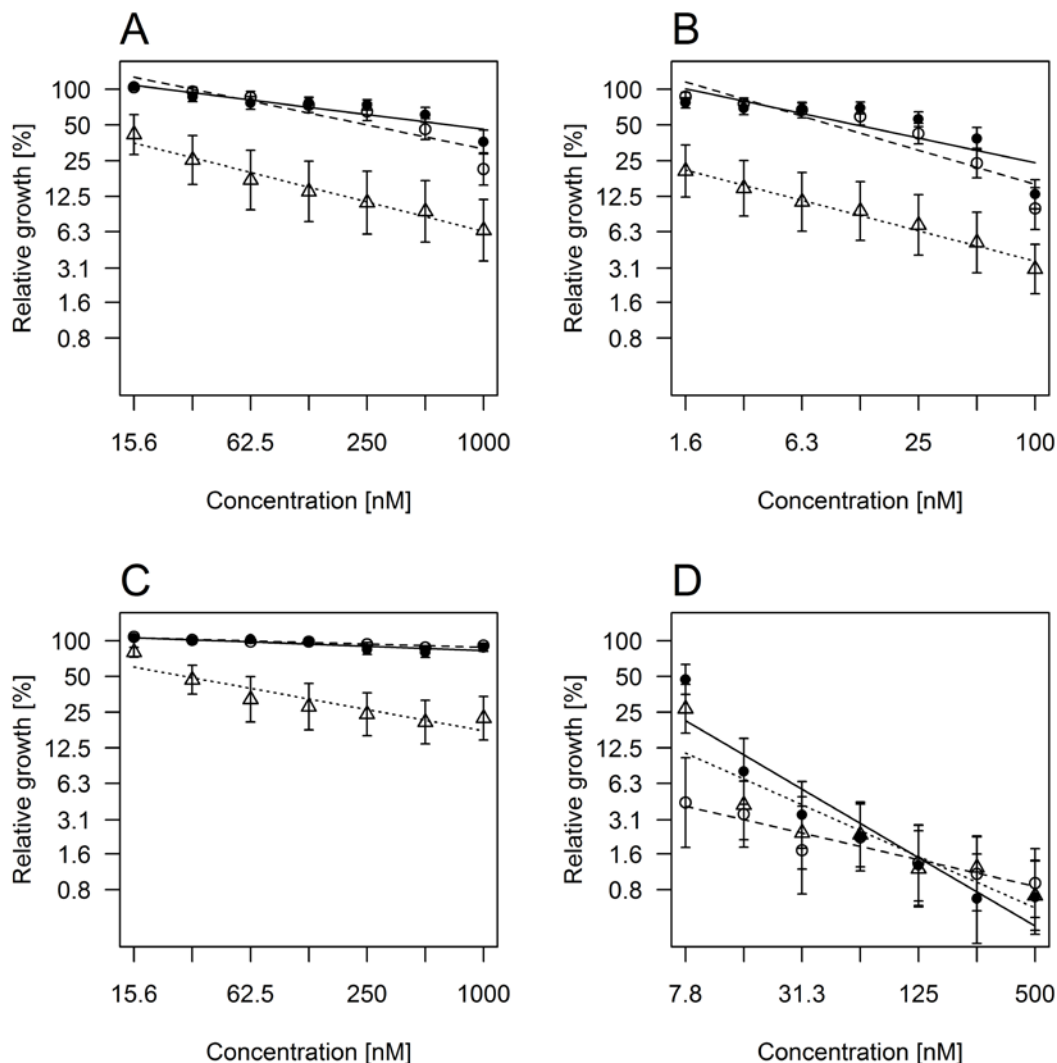 A
Relative growth [%]
100
50
25
12.5
6.3
3.1
1.6
0.8
15.6 62.5 250 1000
Concentration [nM]
B
Relative growth [%]
100
50
25
12.5
6.3
3.1
1.6
0.8
1.6 6.3 25 100
Concentration [nM]
C
Relative growth [%]
100
50
25
12.5
6.3
3.1
1.6
0.8
15.6 62.5 250 1000
Concentration [nM]
D
Relative growth [%]
100
50
25
12.5
6.3
3.1
1.6
0.8
7.8 31.3 125 500
Concentration [nM]